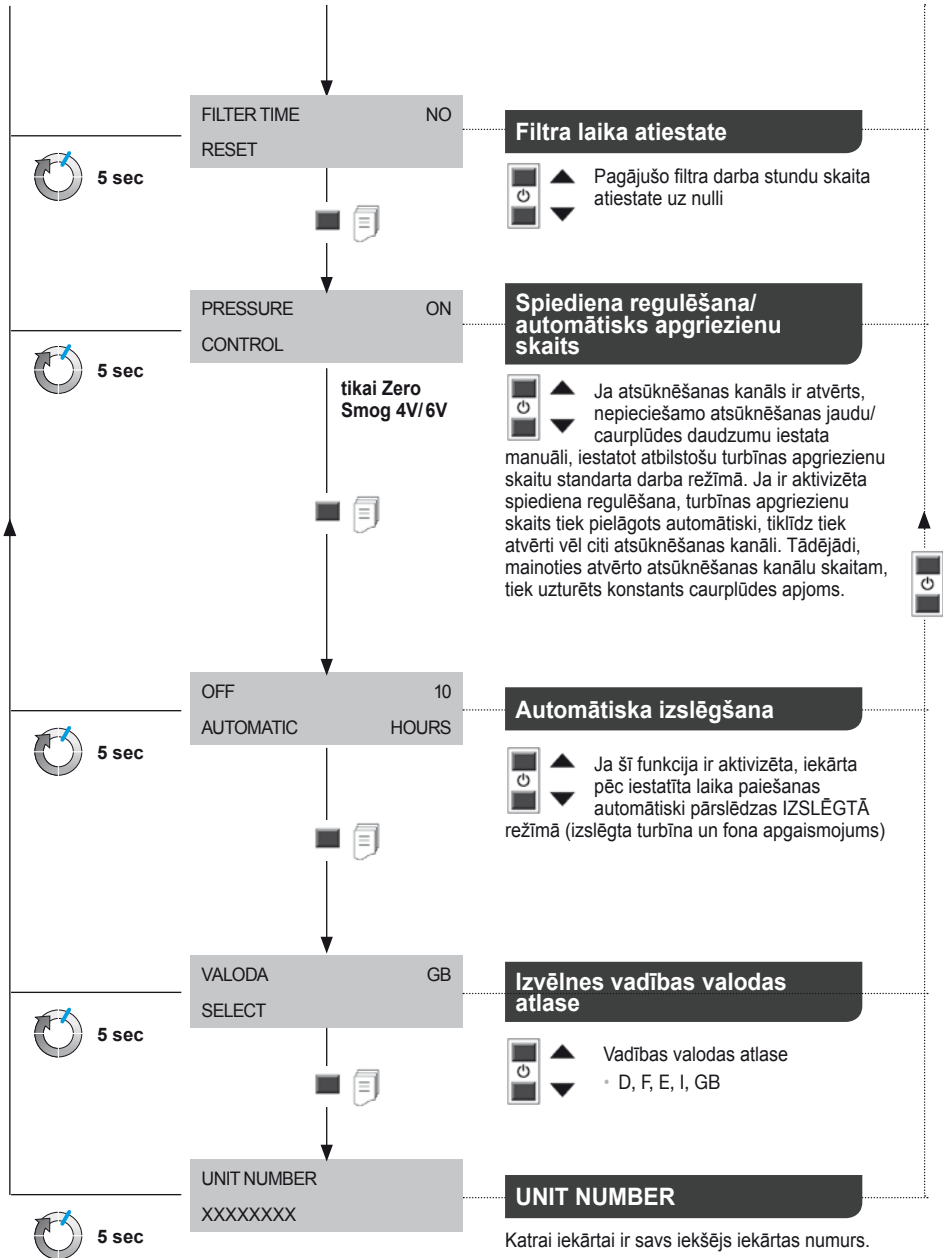 FILTER TIME NO
RESET
5 sec
Filtra laika atiestate
Pagājušo filtra darba stundu skaita
atiestate uz nulli
PRESSURE ON
CONTROL
5 sec
tikai Zero
Smog 4V/ 6V
Spiediena regulēšana/
automātisks apgriezienu
skaits
Ja atsūknēšanas kanāls ir atvērts,
nepieciešamo atsūknēšanas jaudu/
caurplūdes daudzumu iestata
manuāli, iestatot atbilstošu turbīnas apgriezienu
skaitu standarta darba režīmā. Ja ir aktivizēta
spiediena regulēšana, turbīnas apgriezienu
skaits tiek pielāgots automātiski, tiklīdz tiek
atvērti vēl citi atsūknēšanas kanāli. Tādējādi,
mainoties atvērto atsūknēšanas kanālu skaitam,
tiek uzturēts konstants caurplūdes apjoms.
OFF 10
AUTOMATIC HOURS
5 sec
Automātiska izslēgšana
Ja šī funkcija ir aktivizēta, iekārta
pēc iestatīta laika paiešanas
automātiski pārslēdzas IZSLĒGTĀ
režīmā (izslēgta turbīna un fona apgaismojums)
VALODA GB
SELECT
5 sec
Izvēlnes vadības valodas
atlase
Vadības valodas atlase
• D, F, E, I, GB
UNIT NUMBER
XXXXXXXX
5 sec
UNIT NUMBER
Katrai iekārtai ir savs iekšējs iekārtas numurs.